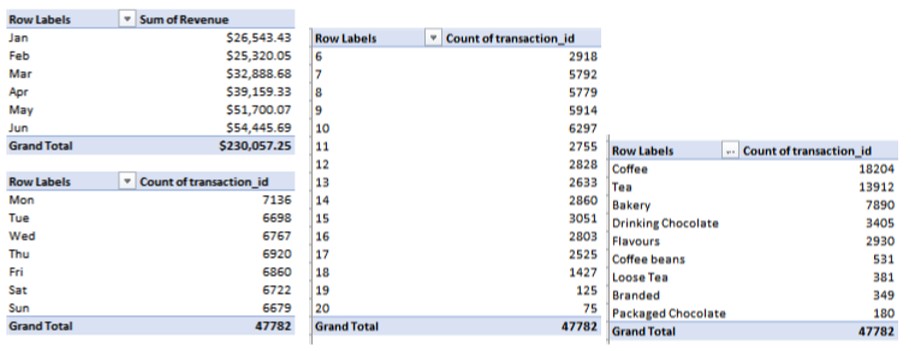 Row Labels Sum of Revenue
Jan $26,543.43
Feb $25,320.05
Mar $32,888.68
Apr $39,159.33
May $51,700.07
Jun $54,445.69
Grand Total $230,057.25
Row Labels Count of transaction_id
Mon 7136
Tue 6698
Wed 6767
Thu 6920
Fri 6860
Sat 6722
Sun 6679
Grand Total 47782
Row Labels Count of transaction_id
6 2918
7 5792
8 5779
9 5914
10 6297
11 2755
12 2828
13 2633
14 2860
15 3051
16 2803
17 2525
18 1427
19 125
20 75
Grand Total 47782
Row Labels Count of transaction_id
Coffee 18204
Tea 13912
Bakery 7890
Drinking Chocolate 3405
Flavours 2930
Coffee beans 531
Loose Tea 381
Branded 349
Packaged Chocolate 180
Grand Total 47782